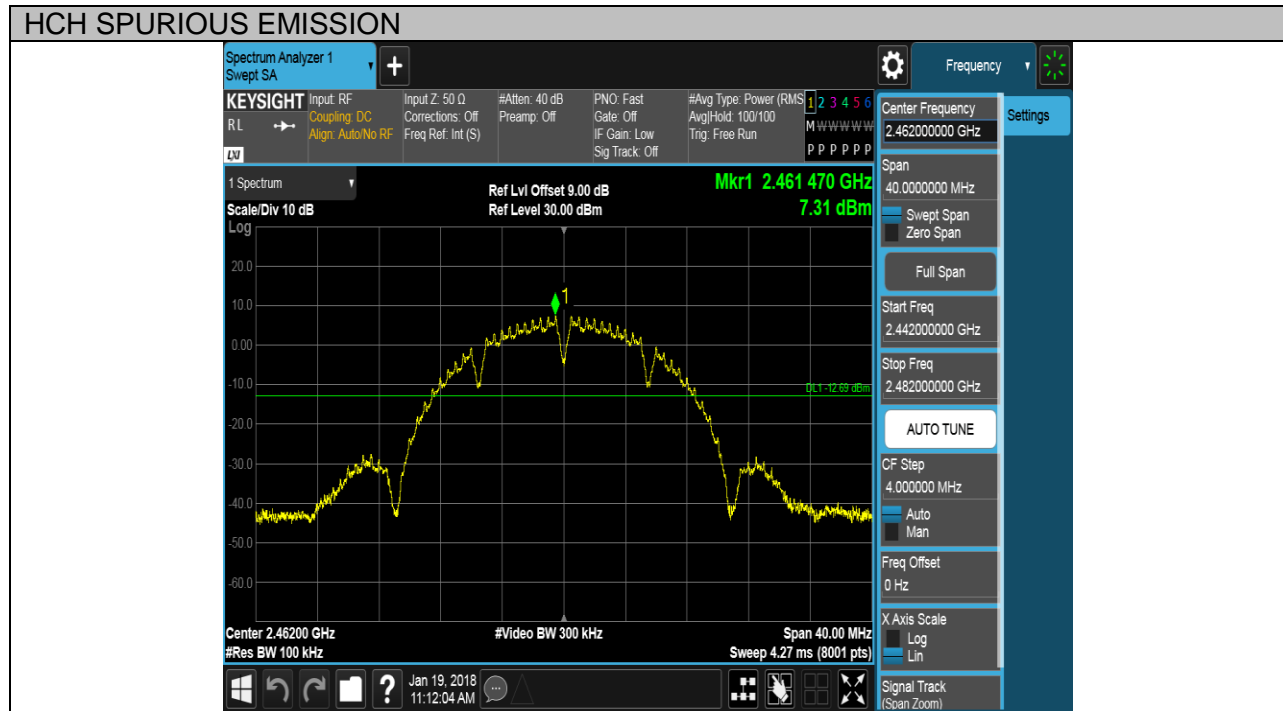 HCH SPURIOUS EMISSION
Spectrum Analyzer 1
Swept SA
+
Frequency
KEYSIGHT
RL
LXI
Input: RF
Coupling: DC
Align: Auto/No RF
Input Z: 50 Ω
Corrections: Off
Freq Ref: Int (S)
#Atten: 40 dB
Preamp: Off
PNO: Fast
Gate: Off
IF Gain: Low
Sig Track: Off
#Avg Type: Power (RMS
Avg|Hold: 100/100
Trig: Free Run
1 2 3 4 5 6
M W W W W W
P P P P P P
1 Spectrum
Scale/Div 10 dB
Log
Ref Lvl Offset 9.00 dB
Ref Level 30.00 dBm
Mkr1 2.461 470 GHz
7.31 dBm
20.0
10.0
0.00
-10.0
-20.0
-30.0
-40.0
-50.0
-60.0
1
DL1 -12.69 dBm
Center 2.46200 GHz
#Res BW 100 kHz
#Video BW 300 kHz
Span 40.00 MHz
Sweep 4.27 ms (8001 pts)
?
Jan 19, 2018
11:12:04 AM
Center Frequency
2.462000000 GHz
Settings
Span
40.0000000 MHz
Swept Span
Zero Span
Full Span
Start Freq
2.442000000 GHz
Stop Freq
2.482000000 GHz
AUTO TUNE
CF Step
4.000000 MHz
Auto
Man
Freq Offset
0 Hz
X Axis Scale
Log
Lin
Signal Track
(Span Zoom)